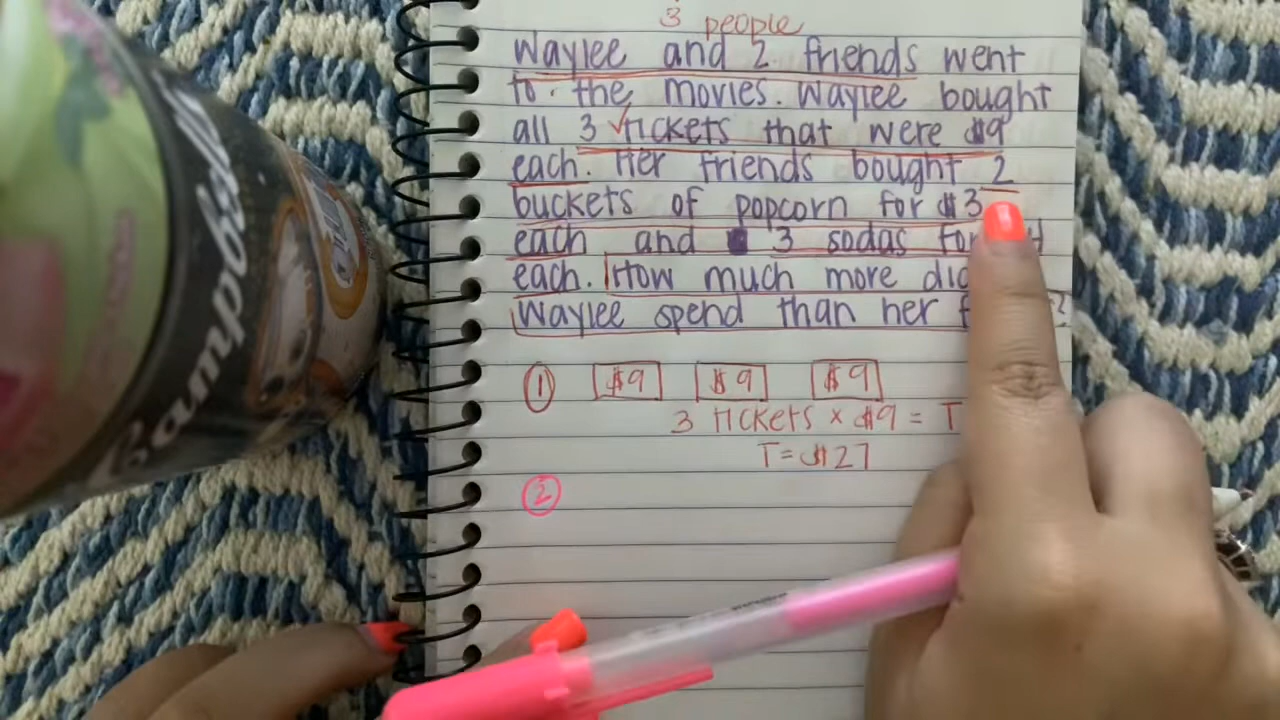 3 people
Waylee and 2 friends went
to the movies. Waylee bought
all 3 tickets that were $9
each. Her friends bought 2
buckets of popcorn for $3
each and 3 sodas for 4
each. How much more did
Waylee spend than her ?
① $9 $9 $9
3 TICKETS × $9 = T
T = $27
②